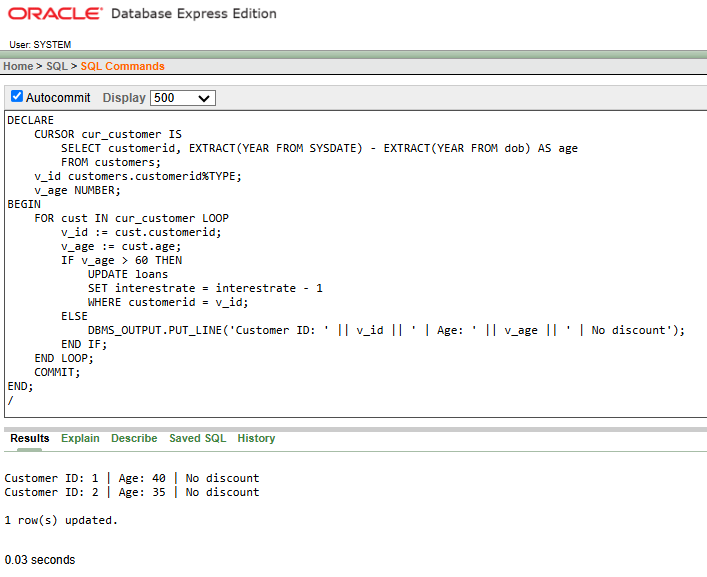 ORACLE® Database Express Edition
User: SYSTEM
Home > SQL > SQL Commands
Autocommit Display 500
DECLARE
    CURSOR cur_customer IS
        SELECT customerid, EXTRACT(YEAR FROM SYSDATE) - EXTRACT(YEAR FROM dob) AS age
        FROM customers;
    v_id customers.customerid%TYPE;
    v_age NUMBER;
BEGIN
    FOR cust IN cur_customer LOOP
        v_id := cust.customerid;
        v_age := cust.age;
        IF v_age > 60 THEN
            UPDATE loans
            SET interestrate = interestrate - 1
            WHERE customerid = v_id;
        ELSE
            DBMS_OUTPUT.PUT_LINE('Customer ID: ' || v_id || ' | Age: ' || v_age || ' | No discount');
        END IF;
    END LOOP;
    COMMIT;
END;
/
Results Explain Describe Saved SQL History
Customer ID: 1 | Age: 40 | No discount
Customer ID: 2 | Age: 35 | No discount
1 row(s) updated.
0.03 seconds